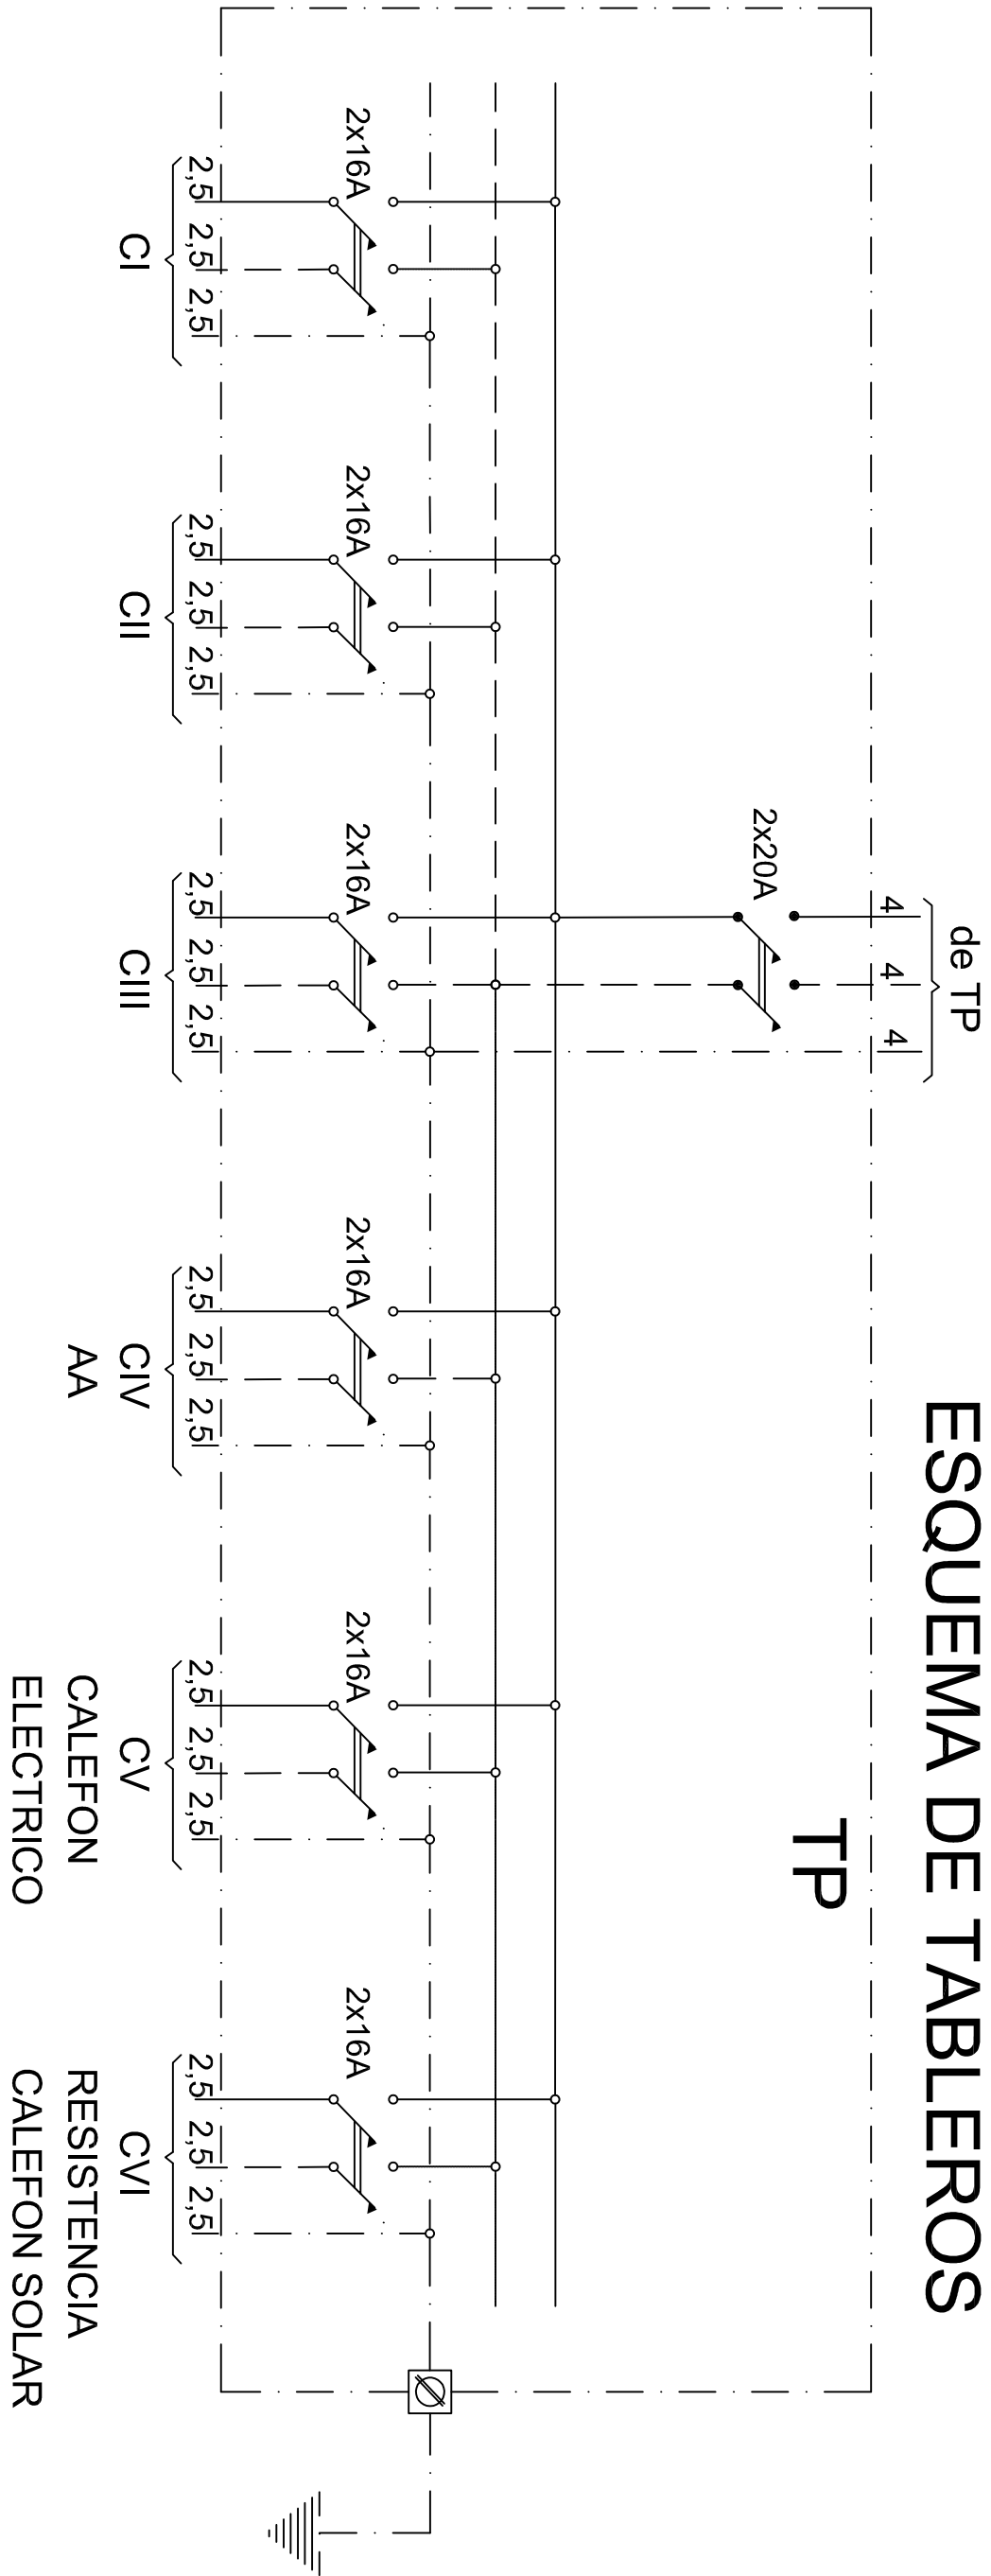 ESQUEMA DE TABLEROS
de TP
4 4 4
2x20A
TP
2x16A 2x16A 2x16A 2x16A 2x16A 2x16A
2,5 2,5 2,5 2,5 2,5 2,5 2,5 2,5 2,5 2,5 2,5 2,5 2,5 2,5 2,5 2,5 2,5 2,5
CI CII CIII CIV CV CVI
AA CALEFON RESISTENCIA
ELECTRICO CALEFON SOLAR